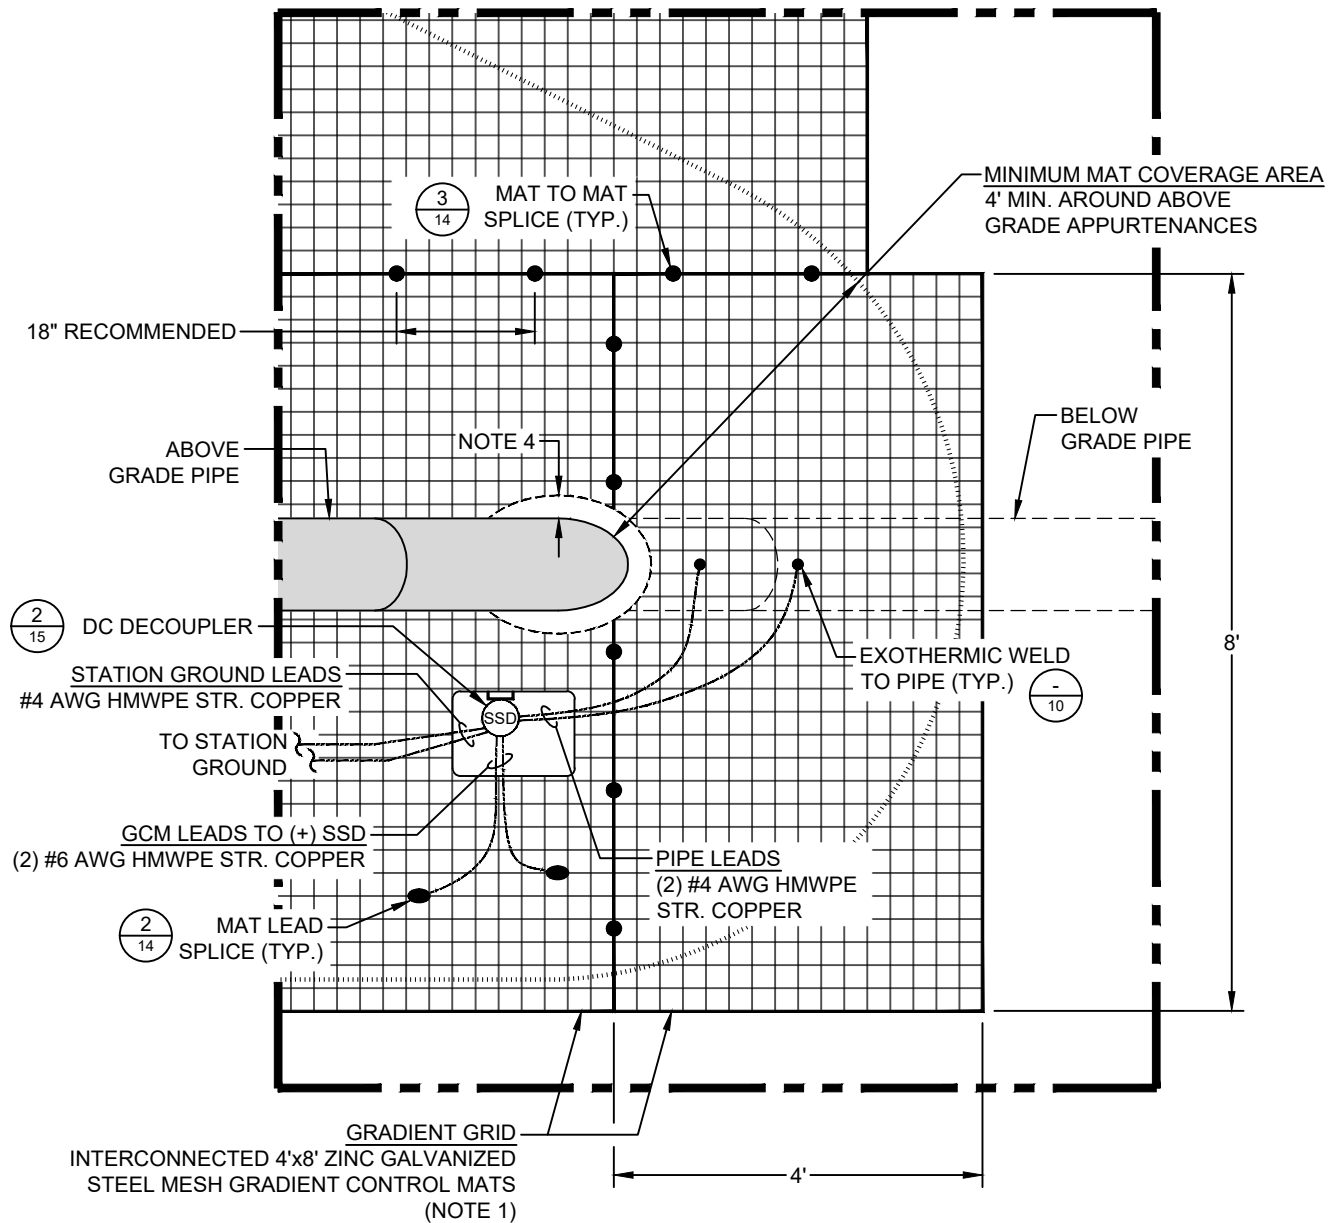 3
14
MAT TO MAT
SPLICE (TYP.)
MINIMUM MAT COVERAGE AREA
4' MIN. AROUND ABOVE
GRADE APPURTENANCES
18" RECOMMENDED
ABOVE
GRADE PIPE
NOTE 4
BELOW
GRADE PIPE
2
15
DC DECOUPLER
STATION GROUND LEADS
#4 AWG HMWPE STR. COPPER
TO STATION
GROUND
SSD
EXOTHERMIC WELD
TO PIPE (TYP.)
-
10
8'
GCM LEADS TO (+) SSD
(2) #6 AWG HMWPE STR. COPPER
PIPE LEADS
(2) #4 AWG HMWPE
STR. COPPER
2
14
MAT LEAD
SPLICE (TYP.)
GRADIENT GRID
INTERCONNECTED 4'x8' ZINC GALVANIZED
STEEL MESH GRADIENT CONTROL MATS
(NOTE 1)
4'